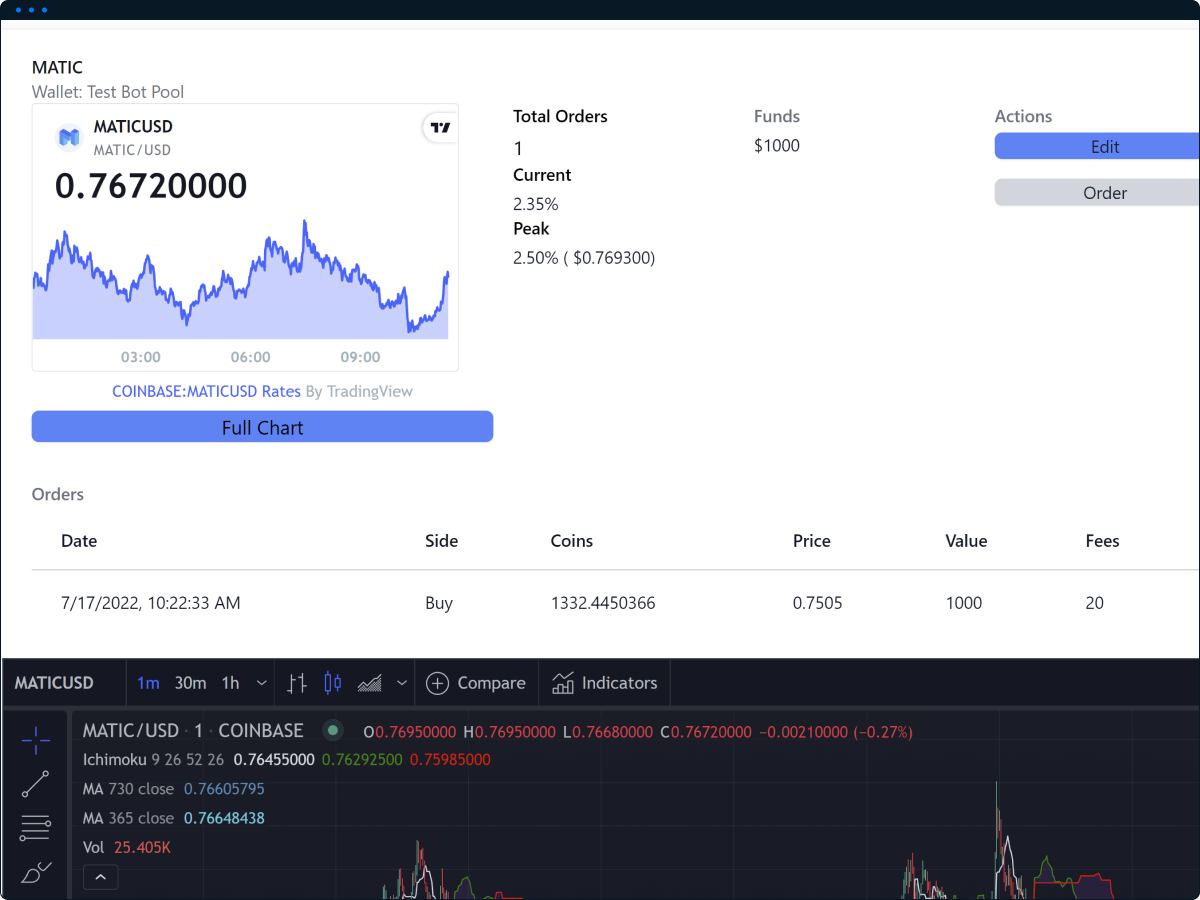 MATIC
Wallet: Test Bot Pool
MATICUSD
MATIC/USD
0.76720000
03:00 06:00 09:00
COINBASE:MATICUSD Rates By TradingView
Full Chart
Total Orders
1
Current
2.35%
Peak
2.50% ( $0.769300)
Funds
$1000
Actions
Edit
Order
Orders
Date Side Coins Price Value Fees
7/17/2022, 10:22:33 AM Buy 1332.4450366 0.7505 1000 20
MATICUSD 1m 30m 1h Compare Indicators
MATIC/USD · 1 · COINBASE O0.76950000 H0.76950000 L0.76680000 C0.76720000 −0.00210000 (−0.27%)
Ichimoku 9 26 52 26 0.76455000 0.76292500 0.75985000
MA 730 close 0.76605795
MA 365 close 0.76648438
Vol 25.405K